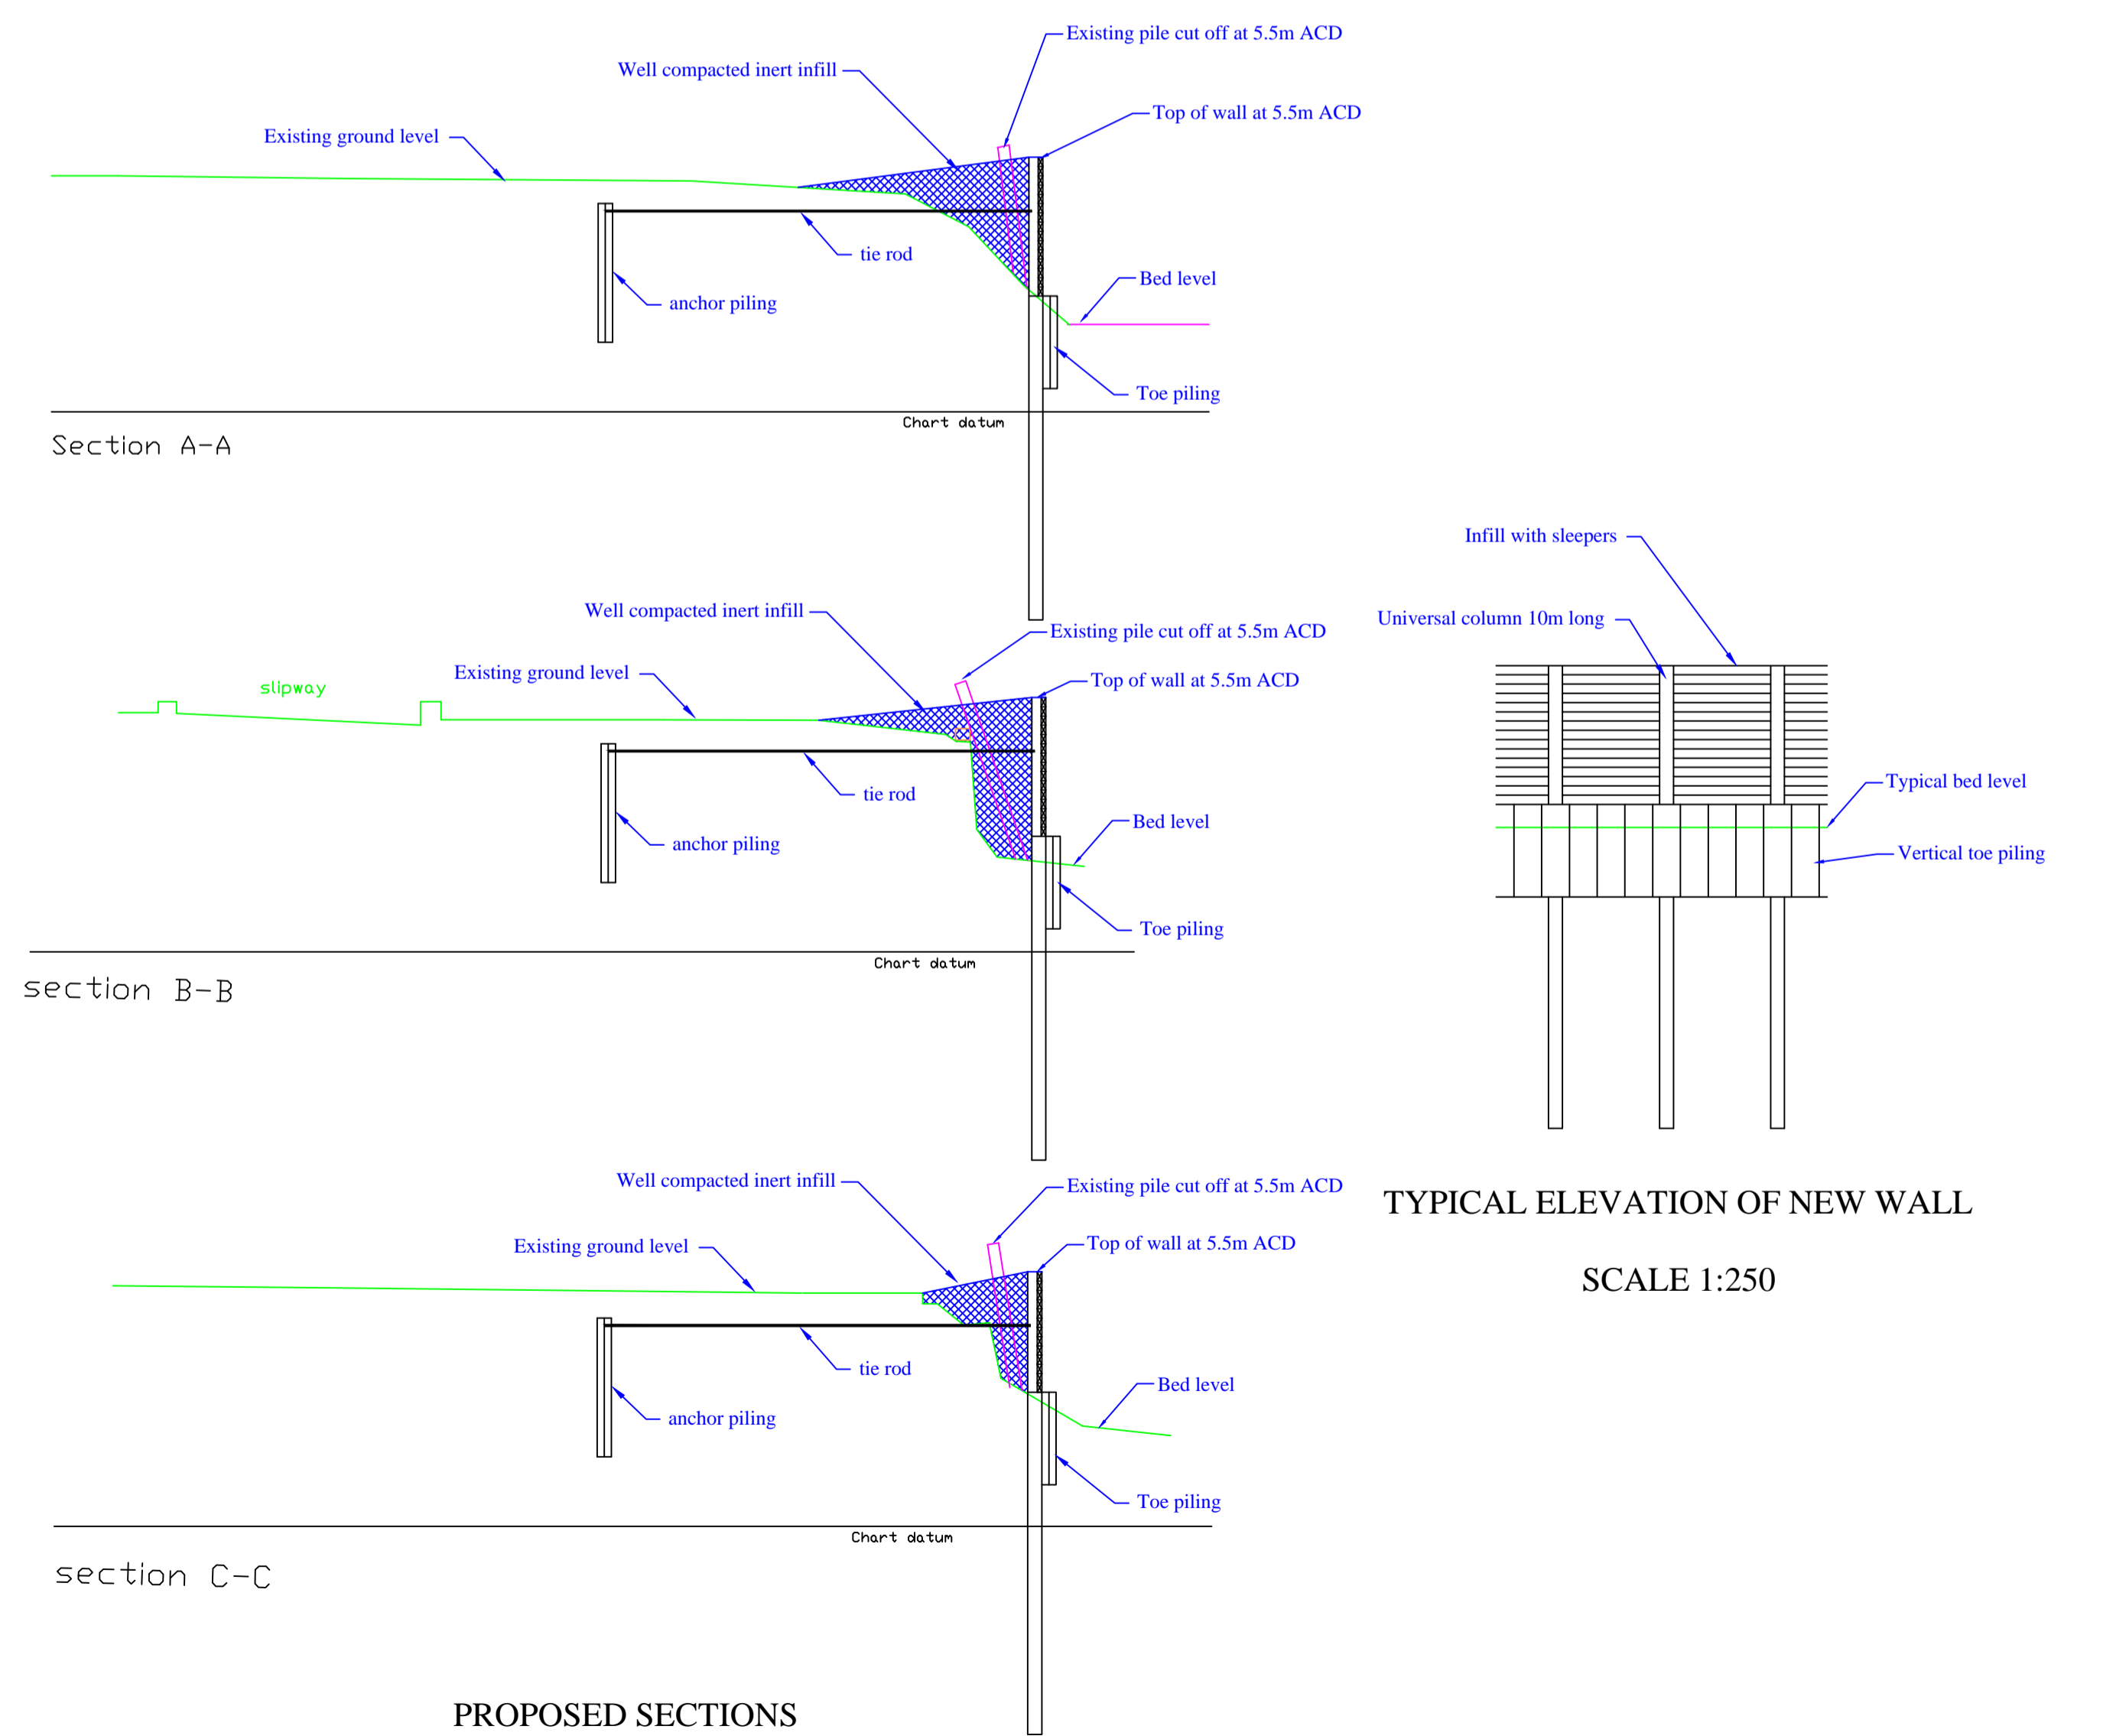 Existing pile cut off at 5.5m ACD
Well compacted inert infill
Top of wall at 5.5m ACD
Existing ground level
tie rod
Bed level
anchor piling
Toe piling
Chart datum
Section A-A
Infill with sleepers
Well compacted inert infill
Universal column 10m long
Existing pile cut off at 5.5m ACD
Existing ground level
Top of wall at 5.5m ACD
slipway
Typical bed level
tie rod
Bed level
anchor piling
Vertical toe piling
Toe piling
Chart datum
section B-B
Well compacted inert infill
Existing pile cut off at 5.5m ACD
TYPICAL ELEVATION OF NEW WALL
Existing ground level
Top of wall at 5.5m ACD
SCALE 1:250
tie rod
Bed level
anchor piling
Toe piling
Chart datum
section C-C
PROPOSED SECTIONS